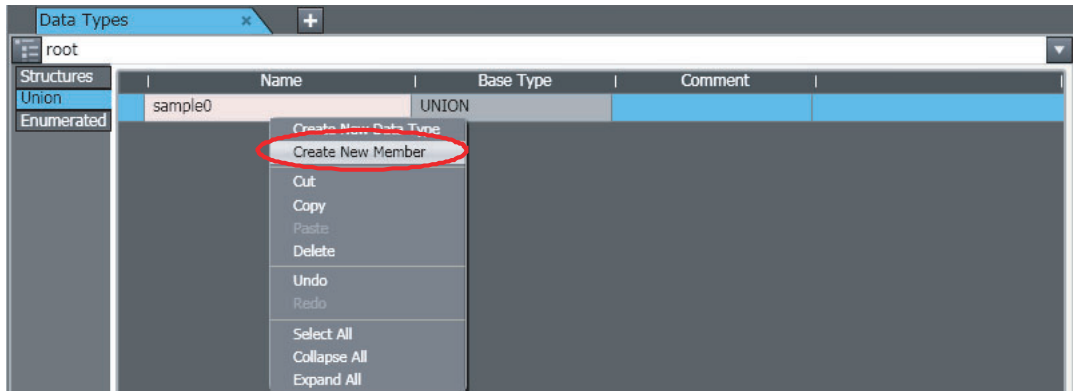 Data Types
root
Structures
Name Base Type Comment
Union
sample0 UNION
Enumerated
Create New Data Type
Create New Member
Cut
Copy
Paste
Delete
Undo
Redo
Select All
Collapse All
Expand All